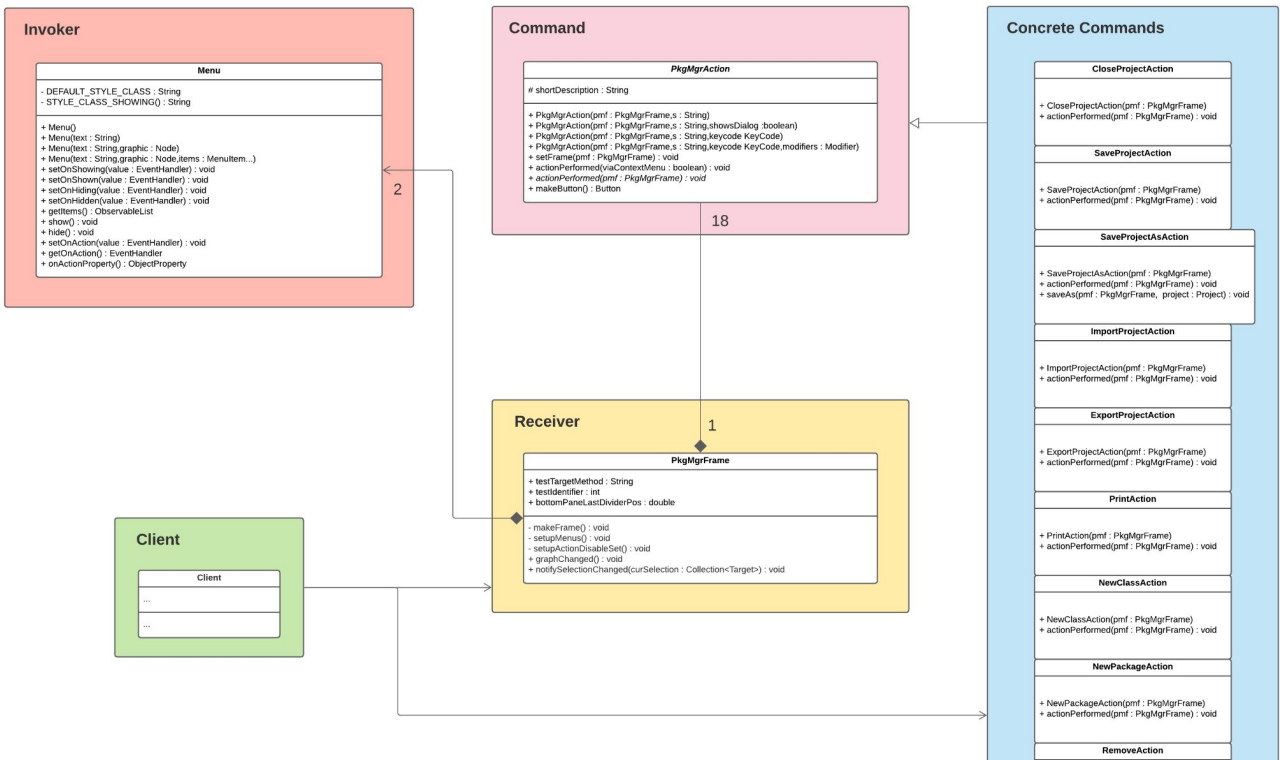 Invoker
Menu
- DEFAULT_STYLE_CLASS : String
- STYLE_CLASS_SHOWING() : String
+ Menu()
+ Menu(text : String)
+ Menu(text : String,graphic : Node)
+ Menu(text : String,graphic : Node,items : MenuItem...)
+ setOnShowing(value : EventHandler) : void
+ setOnShown(value : EventHandler) : void
+ setOnHiding(value : EventHandler) : void
+ setOnHidden(value : EventHandler) : void
+ getItems() : ObservableList
+ show() : void
+ hide() : void
+ setOnAction(value : EventHandler) : void
+ getOnAction() : EventHandler
+ onActionProperty() : ObjectProperty
2
Command
PkgMgrAction
# shortDescription : String
+ PkgMgrAction(pmf : PkgMgrFrame,s : String)
+ PkgMgrAction(pmf : PkgMgrFrame,s : String,showsDialog :boolean)
+ PkgMgrAction(pmf : PkgMgrFrame,s : String,keycode KeyCode)
+ PkgMgrAction(pmf : PkgMgrFrame,s : String,keycode KeyCode,modifiers : Modifier)
+ setFrame(pmf : PkgMgrFrame) : void
+ actionPerformed(viaContextMenu : boolean) : void
+ actionPerformed(pmf : PkgMgrFrame) : void
+ makeButton() : Button
18
Receiver
1
PkgMgrFrame
+ testTargetMethod : String
+ testIdentifier : int
+ bottomPaneLastDividerPos : double
- makeFrame() : void
- setupMenus() : void
- setupActionDisableSet() : void
+ graphChanged() : void
+ notifySelectionChanged(curSelection : Collection<Target>) : void
Client
Client
...
...
Concrete Commands
CloseProjectAction
+ CloseProjectAction(pmf : PkgMgrFrame)
+ actionPerformed(pmf : PkgMgrFrame) : void
SaveProjectAction
+ SaveProjectAction(pmf : PkgMgrFrame)
+ actionPerformed(pmf : PkgMgrFrame) : void
SaveProjectAsAction
+ SaveProjectAsAction(pmf : PkgMgrFrame)
+ actionPerformed(pmf : PkgMgrFrame) : void
+ saveAs(pmf : PkgMgrFrame, project : Project) : void
ImportProjectAction
+ ImportProjectAction(pmf : PkgMgrFrame)
+ actionPerformed(pmf : PkgMgrFrame) : void
ExportProjectAction
+ ExportProjectAction(pmf : PkgMgrFrame)
+ actionPerformed(pmf : PkgMgrFrame) : void
PrintAction
+ PrintAction(pmf : PkgMgrFrame)
+ actionPerformed(pmf : PkgMgrFrame) : void
NewClassAction
+ NewClassAction(pmf : PkgMgrFrame)
+ actionPerformed(pmf : PkgMgrFrame) : void
NewPackageAction
+ NewPackageAction(pmf : PkgMgrFrame)
+ actionPerformed(pmf : PkgMgrFrame) : void
RemoveAction